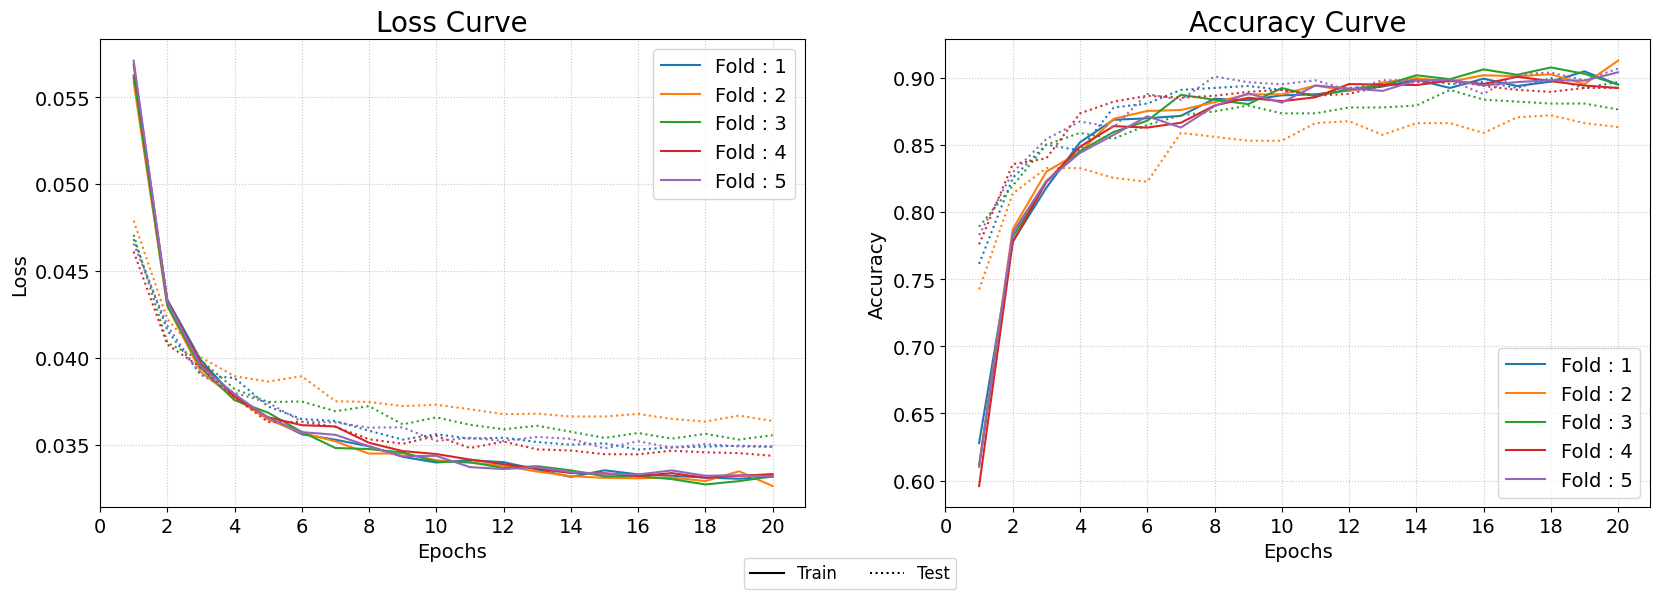 Loss Curve
Loss
0.055
0.050
0.045
0.040
0.035
Fold : 1
Fold : 2
Fold : 3
Fold : 4
Fold : 5
0 2 4 6 8 10 12 14 16 18 20
Epochs
Accuracy Curve
Accuracy
0.90
0.85
0.80
0.75
0.70
0.65
0.60
Fold : 1
Fold : 2
Fold : 3
Fold : 4
Fold : 5
0 2 4 6 8 10 12 14 16 18 20
Epochs
Train Test